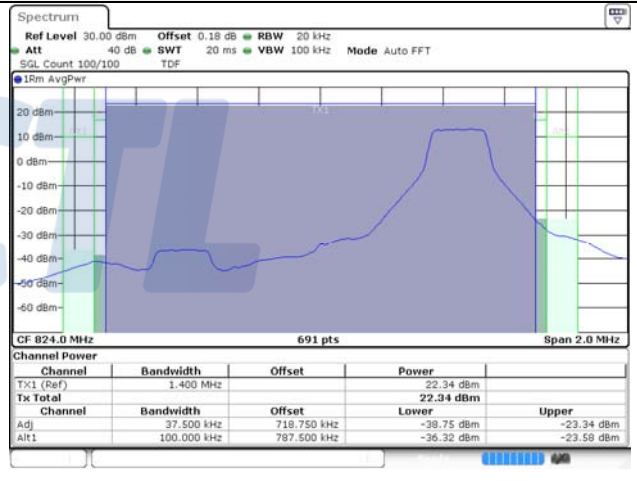 Spectrum
Ref Level 30.00 dBm Offset 0.18 dB RBW 20 kHz
Att 40 dB SWT 20 ms VBW 100 kHz Mode Auto FFT
SGL Count 100/100 TDF
1Rm AvgPwr
TX1
20 dBm
10 dBm
0 dBm
-10 dBm
-20 dBm
-30 dBm
-40 dBm
-50 dBm
-60 dBm
CF 824.0 MHz 691 pts Span 2.0 MHz
Channel Power
Channel Bandwidth Offset Power
TX1 (Ref) 1.400 MHz 22.34 dBm
Tx Total 22.34 dBm
Channel Bandwidth Offset Lower Upper
Adj 37.500 kHz 718.750 kHz -38.75 dBm -23.34 dBm
Alt1 100.000 kHz 787.500 kHz -36.32 dBm -23.58 dBm